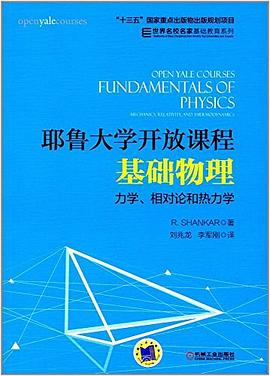 openyalecourses
“十三五”国家重点出版物出版规划项目
世界名校名家基础教育系列
OPEN YALE COURSES
FUNDAMENTALS OF
PHYSICS
MECHANICS, RELATIVITY, AND THERMODYNAMICS
耶鲁大学开放课程
基础物理
力学、相对论和热力学
R. SHANKAR 著
刘兆龙 李军刚 译
机械工业出版社